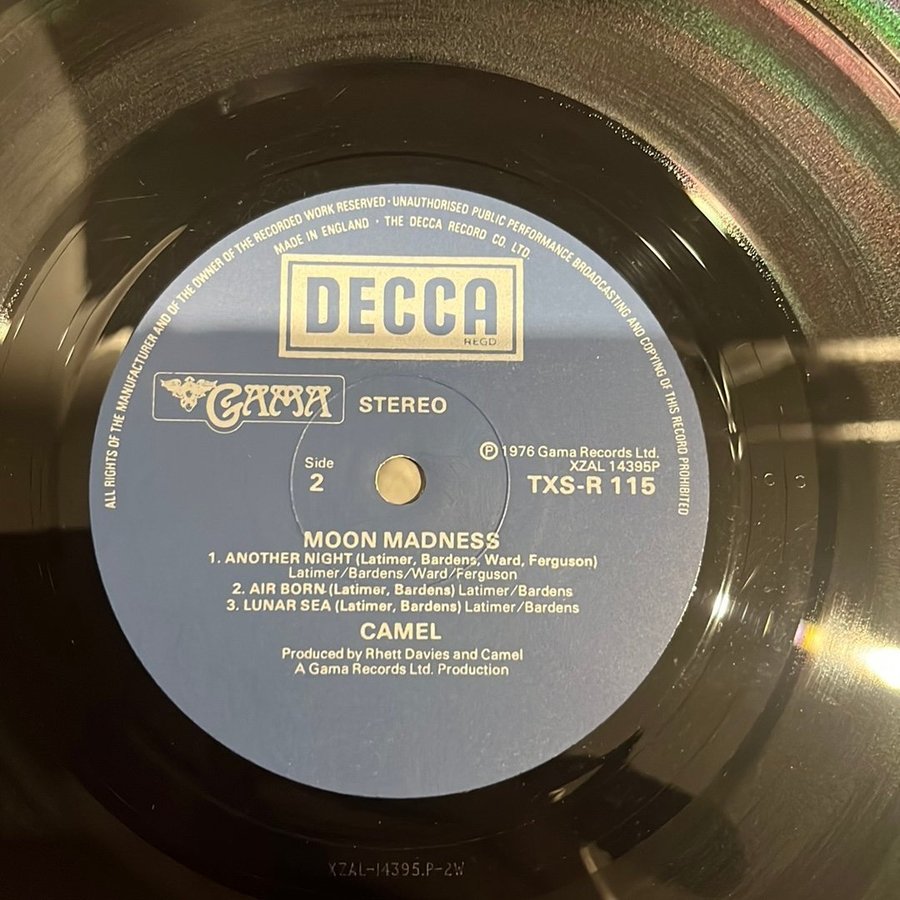 ALL RIGHTS OF THE MANUFACTURER AND OF THE OWNER OF THE RECORDED WORK RESERVED · UNAUTHORISED PUBLIC PERFORMANCE BROADCASTING AND COPYING OF THIS RECORD PROHIBITED
MADE IN ENGLAND · THE DECCA RECORD CO. LTD.
DECCA
REGD
GAMA
STEREO
Side
2
Ⓟ 1976 Gama Records Ltd.
XZAL 14395P
TXS-R 115
MOON MADNESS
1. ANOTHER NIGHT (Latimer, Bardens, Ward, Ferguson)
Latimer/Bardens/Ward/Ferguson
2. AIR BORN (Latimer, Bardens) Latimer/Bardens
3. LUNAR SEA (Latimer, Bardens) Latimer/Bardens
CAMEL
Produced by Rhett Davies and Camel
A Gama Records Ltd. Production
XZAL-14395.P-2W